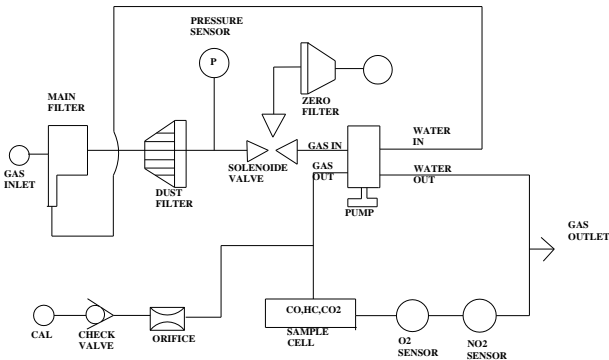 PRESSURE
SENSOR
P
MAIN
FILTER
ZERO
FILTER
WATER
IN
GAS IN
GAS
INLET
SOLENOIDE
VALVE
GAS
OUT
WATER
OUT
DUST
FILTER
PUMP
GAS
OUTLET
CO,HC,CO2
SAMPLE
CELL
CAL
CHECK
VALVE
ORIFICE
O2
SENSOR
NO2
SENSOR